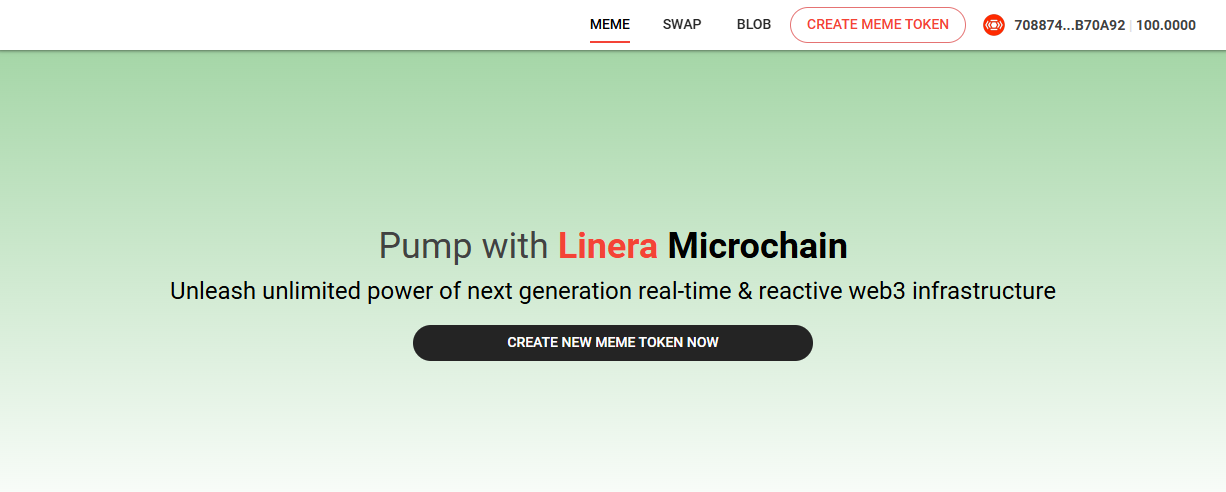 MEME SWAP BLOB CREATE MEME TOKEN 708874...B70A92 | 100.0000
Pump with Linera Microchain
Unleash unlimited power of next generation real-time & reactive web3 infrastructure
CREATE NEW MEME TOKEN NOW